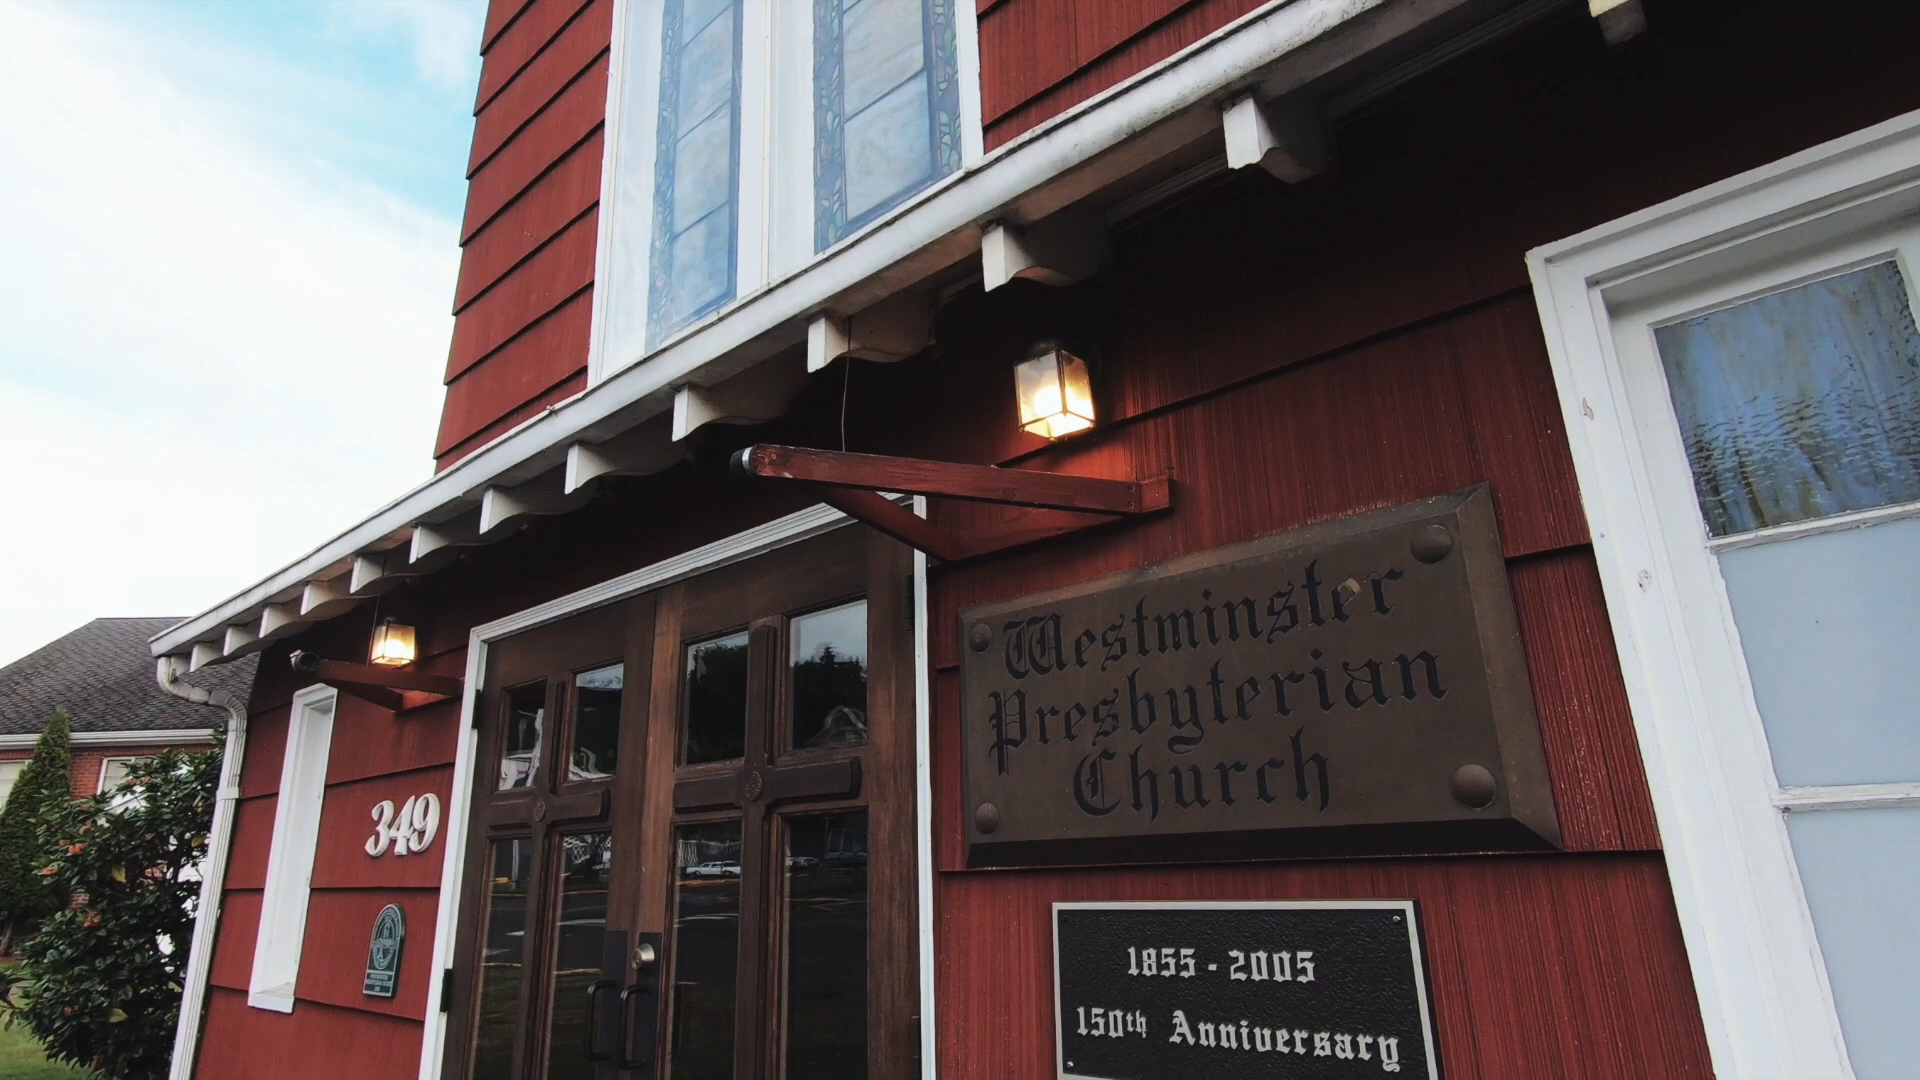 349
Westminster
Presbyterian
Church
1855 - 2005
150th Anniversary